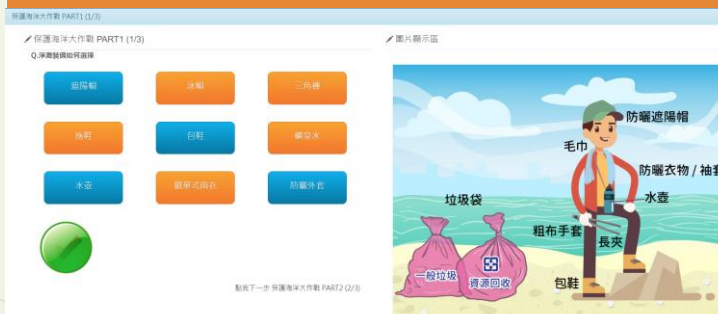 保護海洋大作戰 PART1 (1/3)
保護海洋大作戰 PART1 (1/3)
Q.淨灘裝備如何選擇
遮陽帽
泳帽
三角褲
拖鞋
包鞋
礦泉水
水壺
輕便式雨衣
防曬外套
點我下一步 保護海洋大作戰 PART2 (2/3)
圖片顯示區
防曬遮陽帽
毛巾
防曬衣物 / 袖套
水壺
垃圾袋
粗布手套
長夾
一般垃圾
資源回收
包鞋